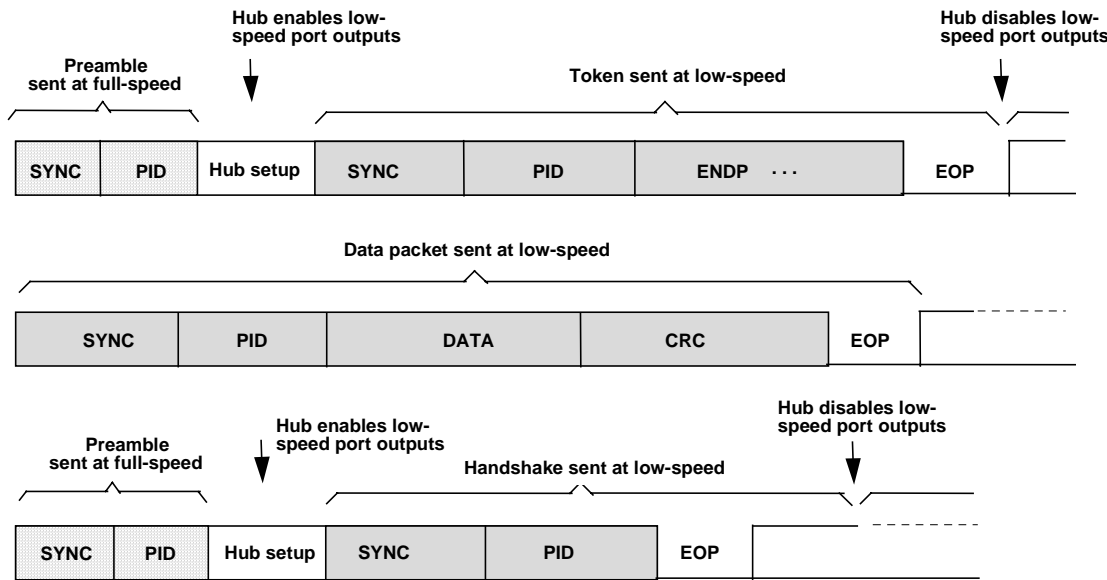 Hub enables low-
speed port outputs
Hub disables low-
speed port outputs
Preamble
sent at full-speed
Token sent at low-speed
SYNC PID Hub setup SYNC PID ENDP . . . EOP
Data packet sent at low-speed
SYNC PID DATA CRC EOP
Hub enables low-
speed port outputs
Hub disables low-
speed port outputs
Preamble
sent at full-speed
Handshake sent at low-speed
SYNC PID Hub setup SYNC PID EOP